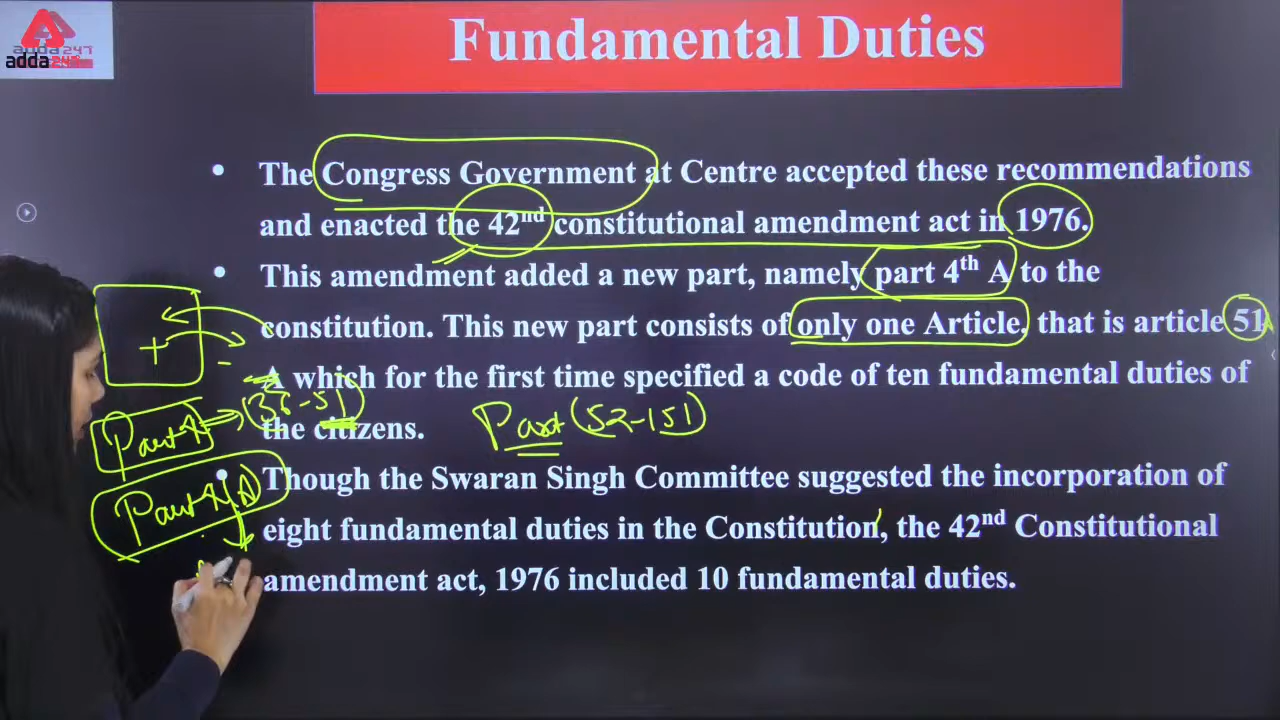 adda247
adda247
Fundamental Duties
• The Congress Government at Centre accepted these recommendations
and enacted the 42nd constitutional amendment act in 1976.
• This amendment added a new part, namely part 4th A to the
constitution. This new part consists of only one Article, that is article 51
A which for the first time specified a code of ten fundamental duties of
the citizens.
• Though the Swaran Singh Committee suggested the incorporation of
eight fundamental duties in the Constitution, the 42nd Constitutional
amendment act, 1976 included 10 fundamental duties.
+
-
Part
(36-51)
Part (52-151)
Part
A